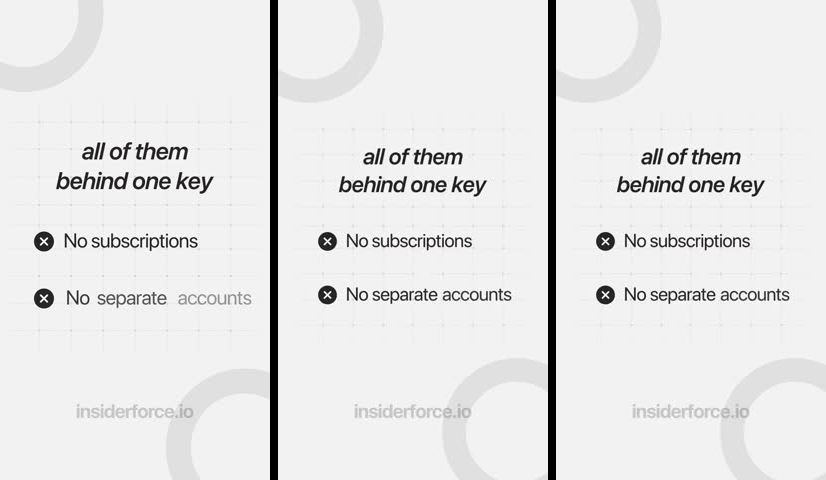 all of them
behind one key
No subscriptions
No separate accounts
insiderforce.io
all of them
behind one key
No subscriptions
No separate accounts
insiderforce.io
all of them
behind one key
No subscriptions
No separate accounts
insiderforce.io